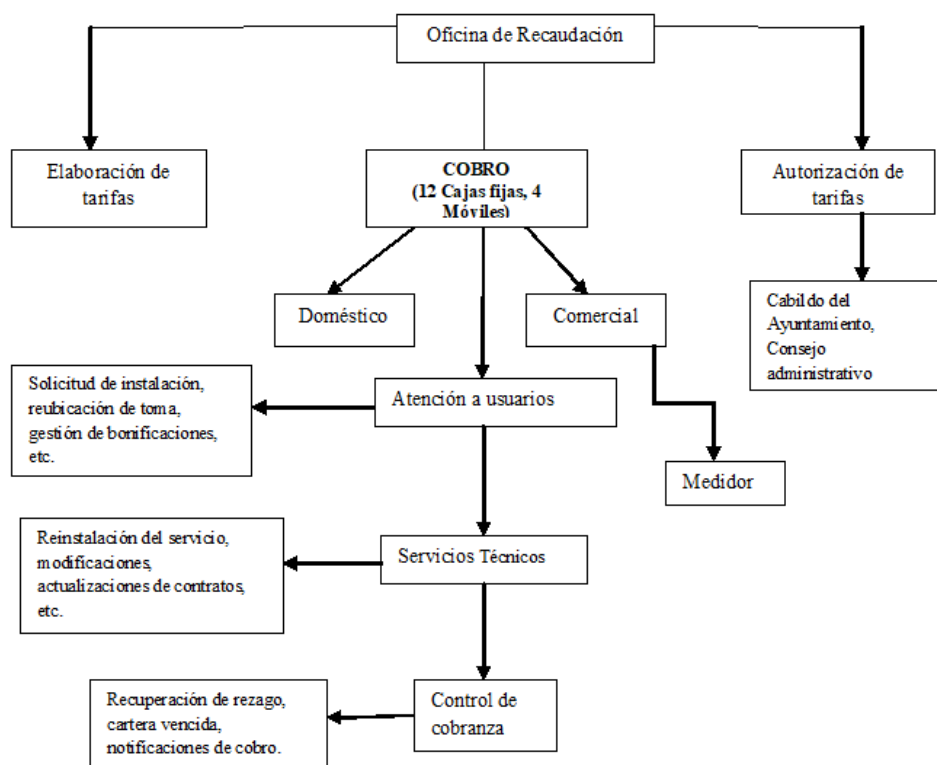 Oficina de Recaudación
Elaboración de
tarifas
COBRO
(12 Cajas fijas, 4
Móviles)
Autorización de
tarifas
Doméstico
Comercial
Cabildo del
Ayuntamiento,
Consejo
administrativo
Solicitud de instalación,
reubicación de toma,
gestión de bonificaciones,
etc.
Atención a usuarios
Medidor
Reinstalación del servicio,
modificaciones,
actualizaciones de contratos,
etc.
Servicios Técnicos
Recuperación de rezago,
cartera vencida,
notificaciones de cobro.
Control de
cobranza